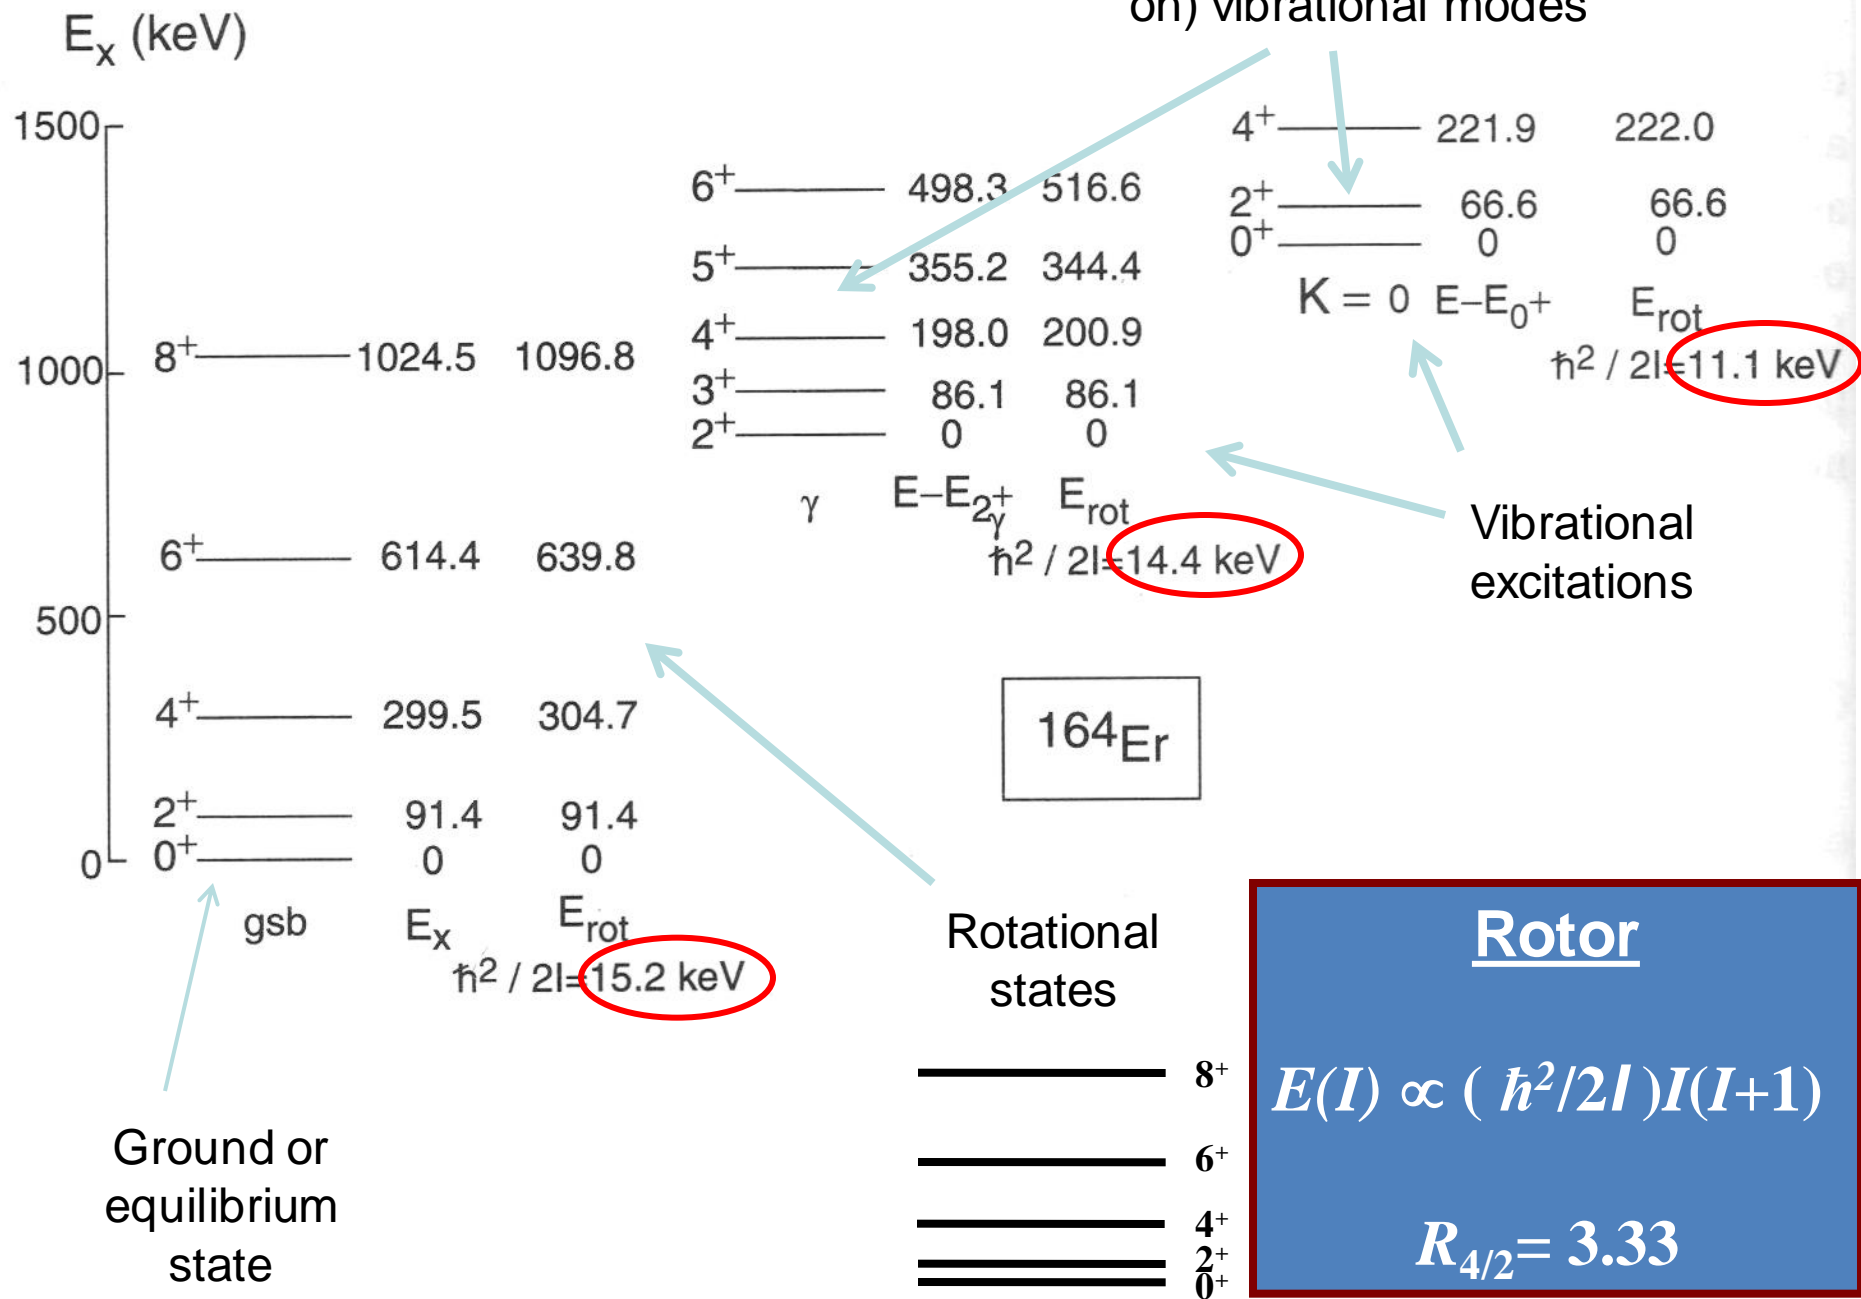 on) vibrational modes
Eₓ (keV)
1500
1000
500
0
8⁺ 1024.5 1096.8
6⁺ 614.4 639.8
4⁺ 299.5 304.7
2⁺ 91.4 91.4
0⁺ 0 0
gsb Eₓ E_rot
ħ² / 2I=15.2 keV
6⁺ 498.3 516.6
5⁺ 355.2 344.4
4⁺ 198.0 200.9
3⁺ 86.1 86.1
2⁺ 0 0
γ E–E_2γ⁺ E_rot
ħ² / 2I=14.4 keV
4⁺ 221.9 222.0
2⁺ 66.6 66.6
0⁺ 0 0
K = 0 E–E₀+ E_rot
ħ² / 2I=11.1 keV
Vibrational
excitations
¹⁶⁴Er
Rotational
states
8⁺
6⁺
4⁺
2⁺
0⁺
Ground or
equilibrium
state
Rotor
E(I) ∝ ( ħ²/2I )I(I+1)
R₄/₂= 3.33